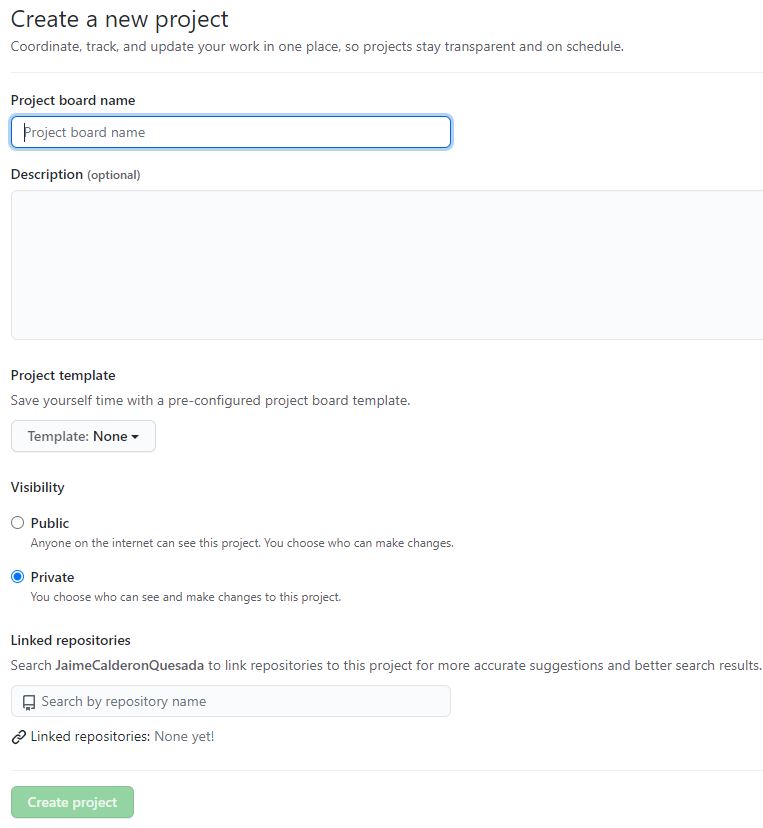 Create a new project
Coordinate, track, and update your work in one place, so projects stay transparent and on schedule.
Project board name
Project board name
Description (optional)
Project template
Save yourself time with a pre-configured project board template.
Template: None
Visibility
Public
Anyone on the internet can see this project. You choose who can make changes.
Private
You choose who can see and make changes to this project.
Linked repositories
Search JaimeCalderonQuesada to link repositories to this project for more accurate suggestions and better search results.
Search by repository name
Linked repositories: None yet!
Create project